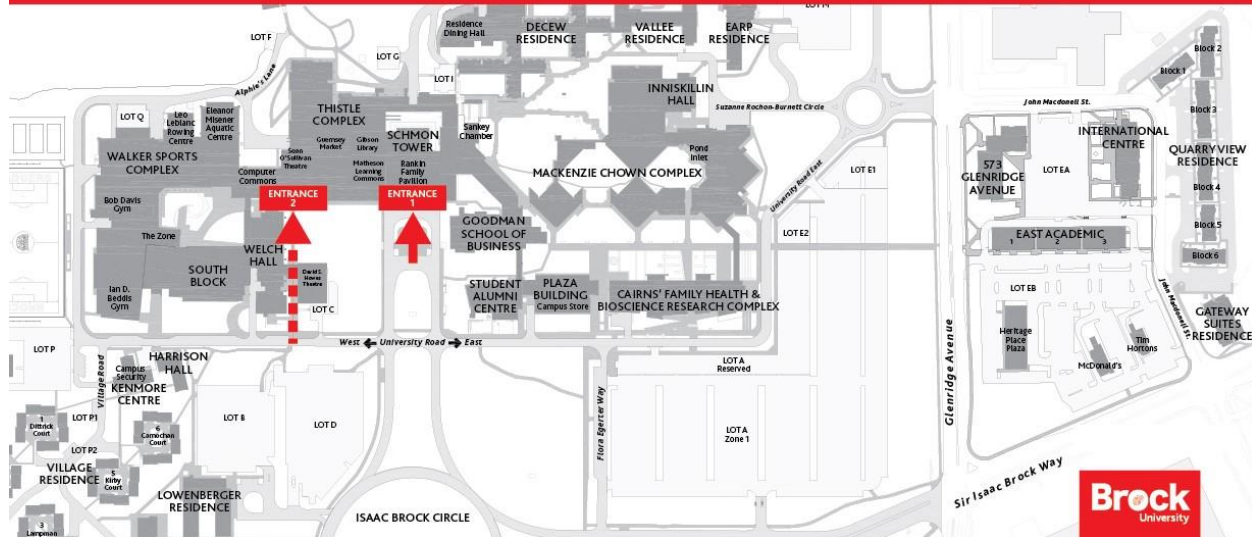 LOT F
LOT G
LOT I
Residence
Dining Hall
DECEW
RESIDENCE
VALLEE
RESIDENCE
EARP
RESIDENCE
LOT M
Block 2
Block 1
Block 3
Block 4
Block 5
Block 6
QUARRY VIEW
RESIDENCE
Alphie's Lane
LOT Q
Leo
Leblanc
Rowing
Centre
Eleanor
Misener
Aquatic
Centre
THISTLE
COMPLEX
Guernsey
Market
Gibson
Library
SCHMON
TOWER
Sankey
Chamber
INNISKILLIN
HALL
Suzanne Rochon-Burnett Circle
John Macdonell St.
INTERNATIONAL
CENTRE
WALKER SPORTS
COMPLEX
Sean
O'Sullivan
Theatre
Matheson
Learning
Commons
Rankin
Family
Pavilion
Pond
Inlet
MACKENZIE CHOWN COMPLEX
University Road East
LOT E1
573
GLENRIDGE
AVENUE
LOT EA
Computer
Commons
ENTRANCE
2
ENTRANCE
1
Bob Davis
Gym
The Zone
WELCH
HALL
GOODMAN
SCHOOL OF
BUSINESS
LOT E2
EAST ACADEMIC
1
2
3
SOUTH
BLOCK
David S.
Howes
Theatre
Ian D.
Beddis
Gym
LOT C
STUDENT
ALUMNI
CENTRE
PLAZA
BUILDING
Campus Store
CAIRNS' FAMILY HEALTH &
BIOSCIENCE RESEARCH COMPLEX
LOT EB
John Macdonell St.
GATEWAY
SUITES
RESIDENCE
Heritage
Place
Plaza
McDonald's
Tim
Hortons
West
University Road
East
LOT P
Village Road
HARRISON
HALL
Campus
Security
KENMORE
CENTRE
LOT A
Reserved
Glenridge Avenue
1
Dittrick
Court
LOT P1
6
Carnochan
Court
LOT B
LOT D
Flora Egerter Way
LOT A
Zone 1
LOT P2
VILLAGE
RESIDENCE
5
Kirby
Court
LOWENBERGER
RESIDENCE
3
Lampman
ISAAC BROCK CIRCLE
Sir Isaac Brock Way
Brock
University